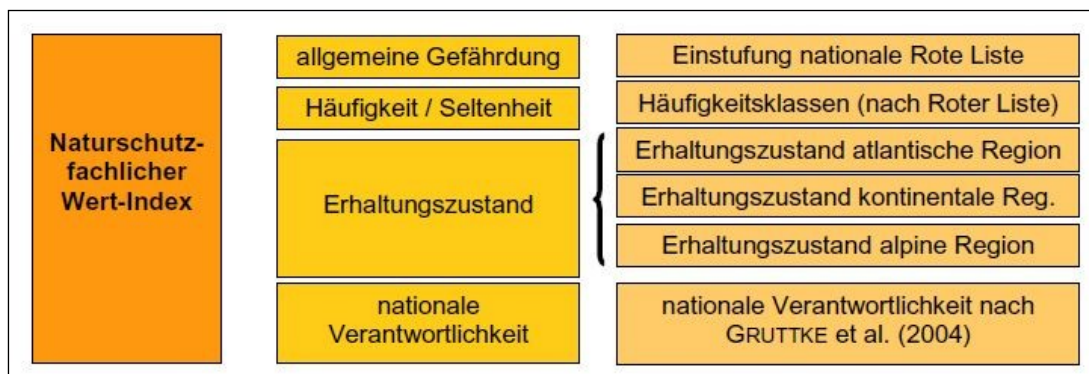 Naturschutz-
fachlicher
Wert-Index
allgemeine Gefährdung
Häufigkeit / Seltenheit
Erhaltungszustand
nationale
Verantwortlichkeit
Einstufung nationale Rote Liste
Häufigkeitsklassen (nach Roter Liste)
Erhaltungszustand atlantische Region
Erhaltungszustand kontinentale Reg.
Erhaltungszustand alpine Region
nationale Verantwortlichkeit nach
GRUTTKE et al. (2004)